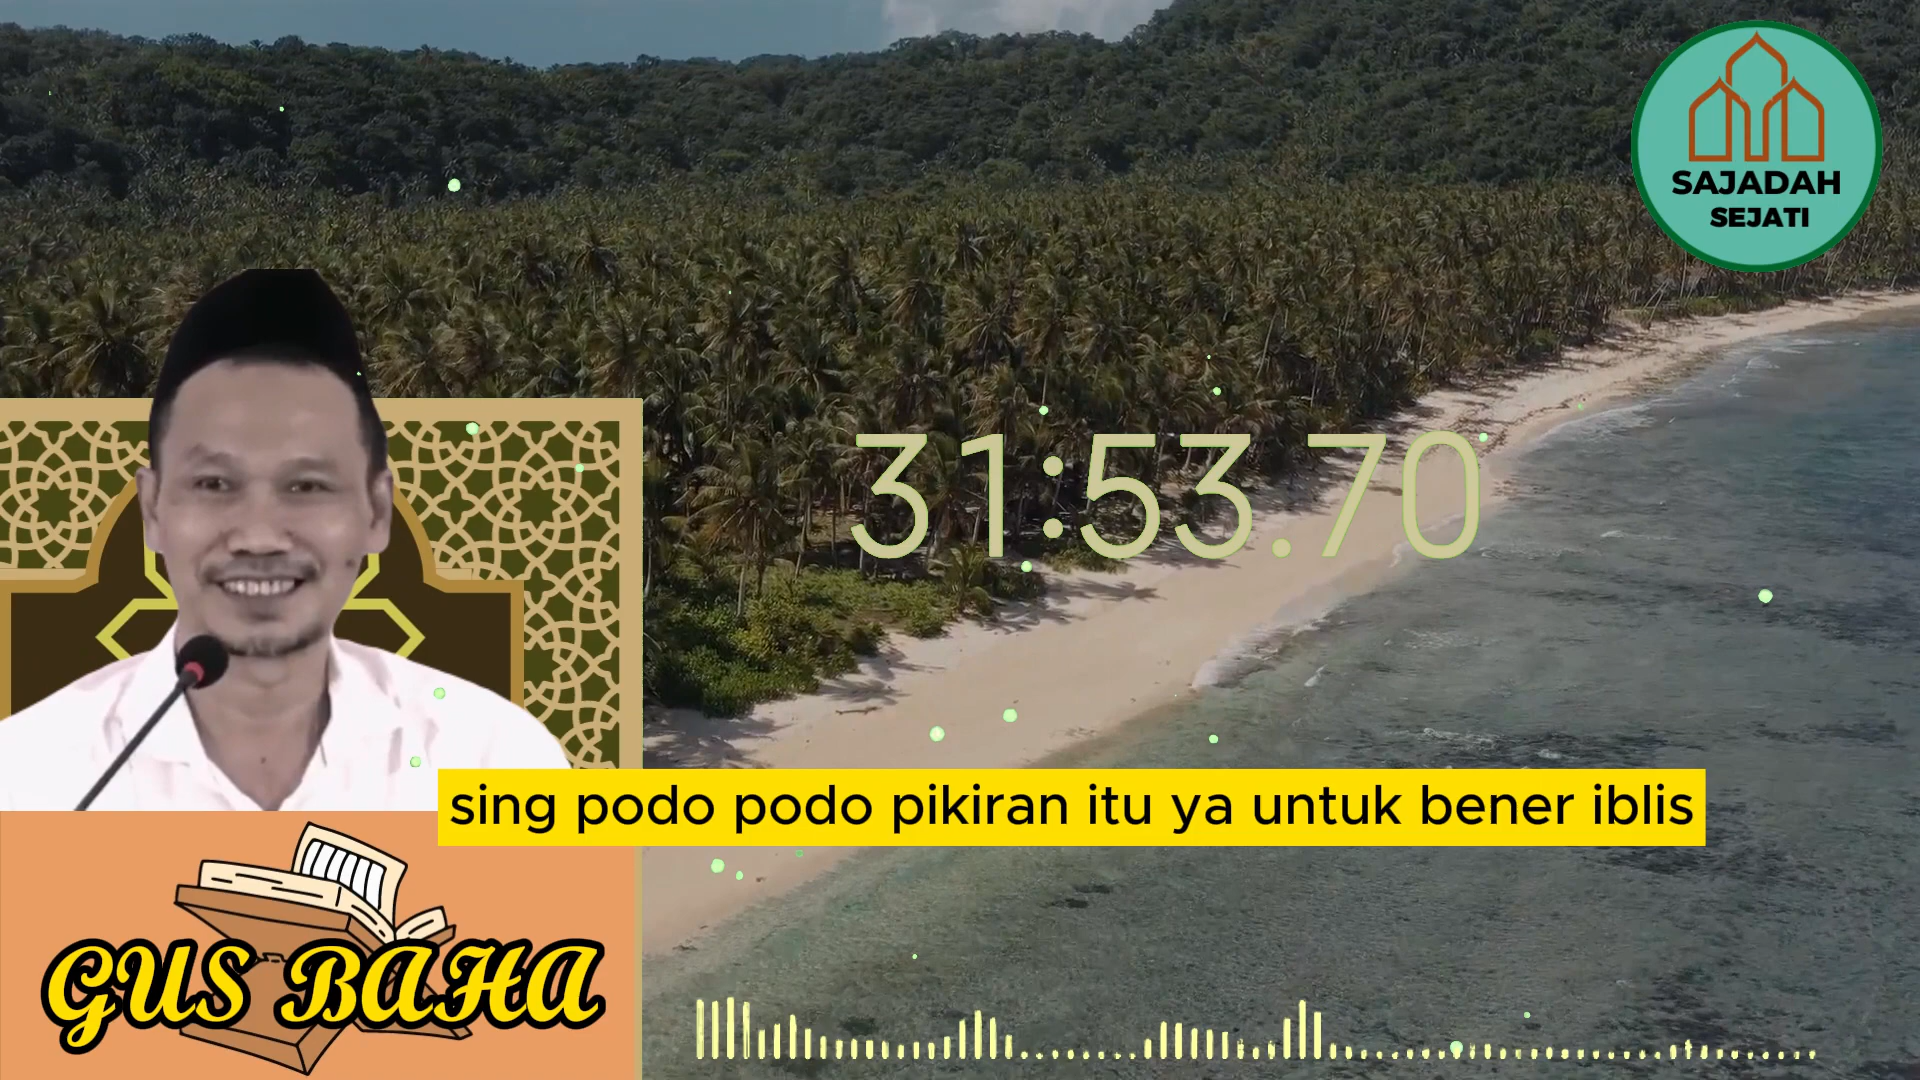 SAJADAH
SEJATI
31:53.70
sing podo podo pikiran itu ya untuk bener iblis
GUS BAHA